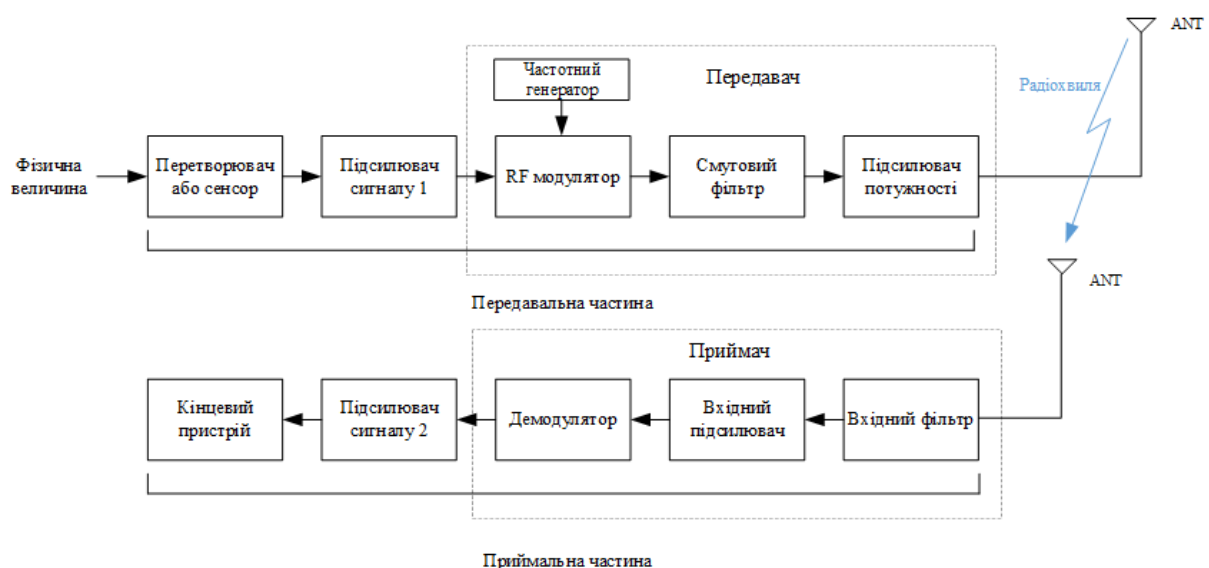 ANT
Частотний
генератор
Передавач
Радіохвиля
Фізична
величина
Перетворювач
або сенсор
Підсилювач
сигналу 1
RF модулятор
Смуговий
фільтр
Підсилювач
потужності
ANT
Передавальна частина
Приймач
Кінцевий
пристрій
Підсилювач
сигналу 2
Демодулятор
Вхідний
підсилювач
Вхідний фільтр
Приймальна частина